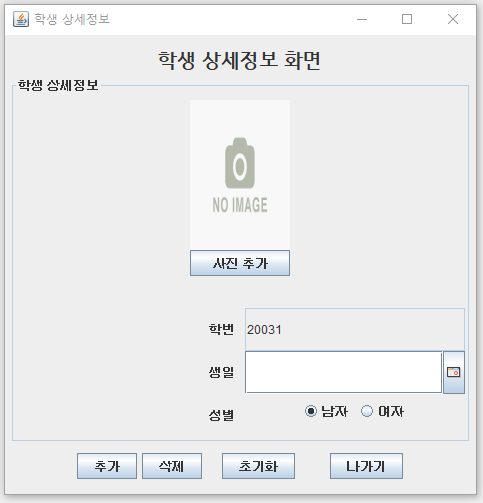 학생 상세정보
학생 상세정보 화면
학생 상세정보
NO IMAGE
사진 추가
학번 20031
생일
성별 남자 여자
추가 삭제 초기화 나가기